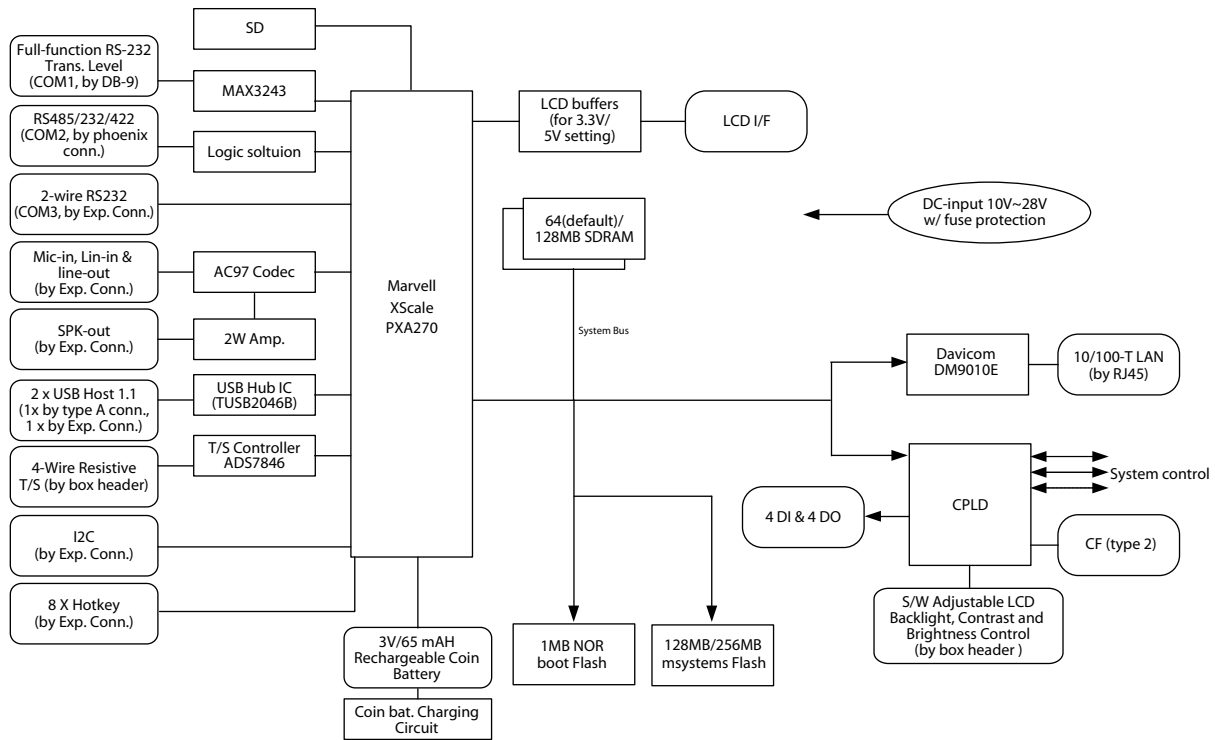 SD
Full-function RS-232
Trans. Level
(COM1, by DB-9)
MAX3243
RS485/232/422
(COM2, by phoenix
conn.)
Logic soltuion
2-wire RS232
(COM3, by Exp. Conn.)
Mic-in, Lin-in &
line-out
(by Exp. Conn.)
AC97 Codec
SPK-out
(by Exp. Conn.)
2W Amp.
2 x USB Host 1.1
(1x by type A conn.,
1 x by Exp. Conn.)
USB Hub IC
(TUSB2046B)
4-Wire Resistive
T/S (by box header)
T/S Controller
ADS7846
I2C
(by Exp. Conn.)
8 X Hotkey
(by Exp. Conn.)
Marvell
XScale
PXA270
3V/65 mAH
Rechargeable Coin
Battery
Coin bat. Charging
Circuit
LCD buffers
(for 3.3V/
5V setting)
LCD I/F
64(default)/
128MB SDRAM
DC-input 10V~28V
w/ fuse protection
System Bus
Davicom
DM9010E
10/100-T LAN
(by RJ45)
CPLD
System control
4 DI & 4 DO
CF (type 2)
S/W Adjustable LCD
Backlight, Contrast and
Brightness Control
(by box header )
1MB NOR
boot Flash
128MB/256MB
msystems Flash